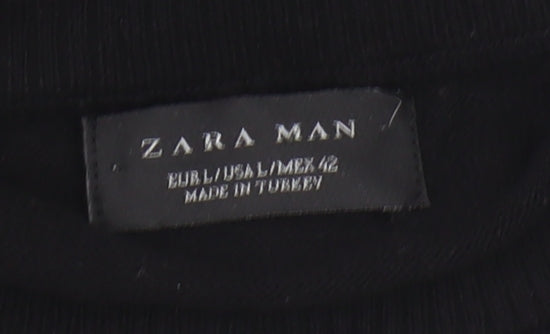 ZARA MAN
EUR L/USA L/MEX 42
MADE IN TURKEY